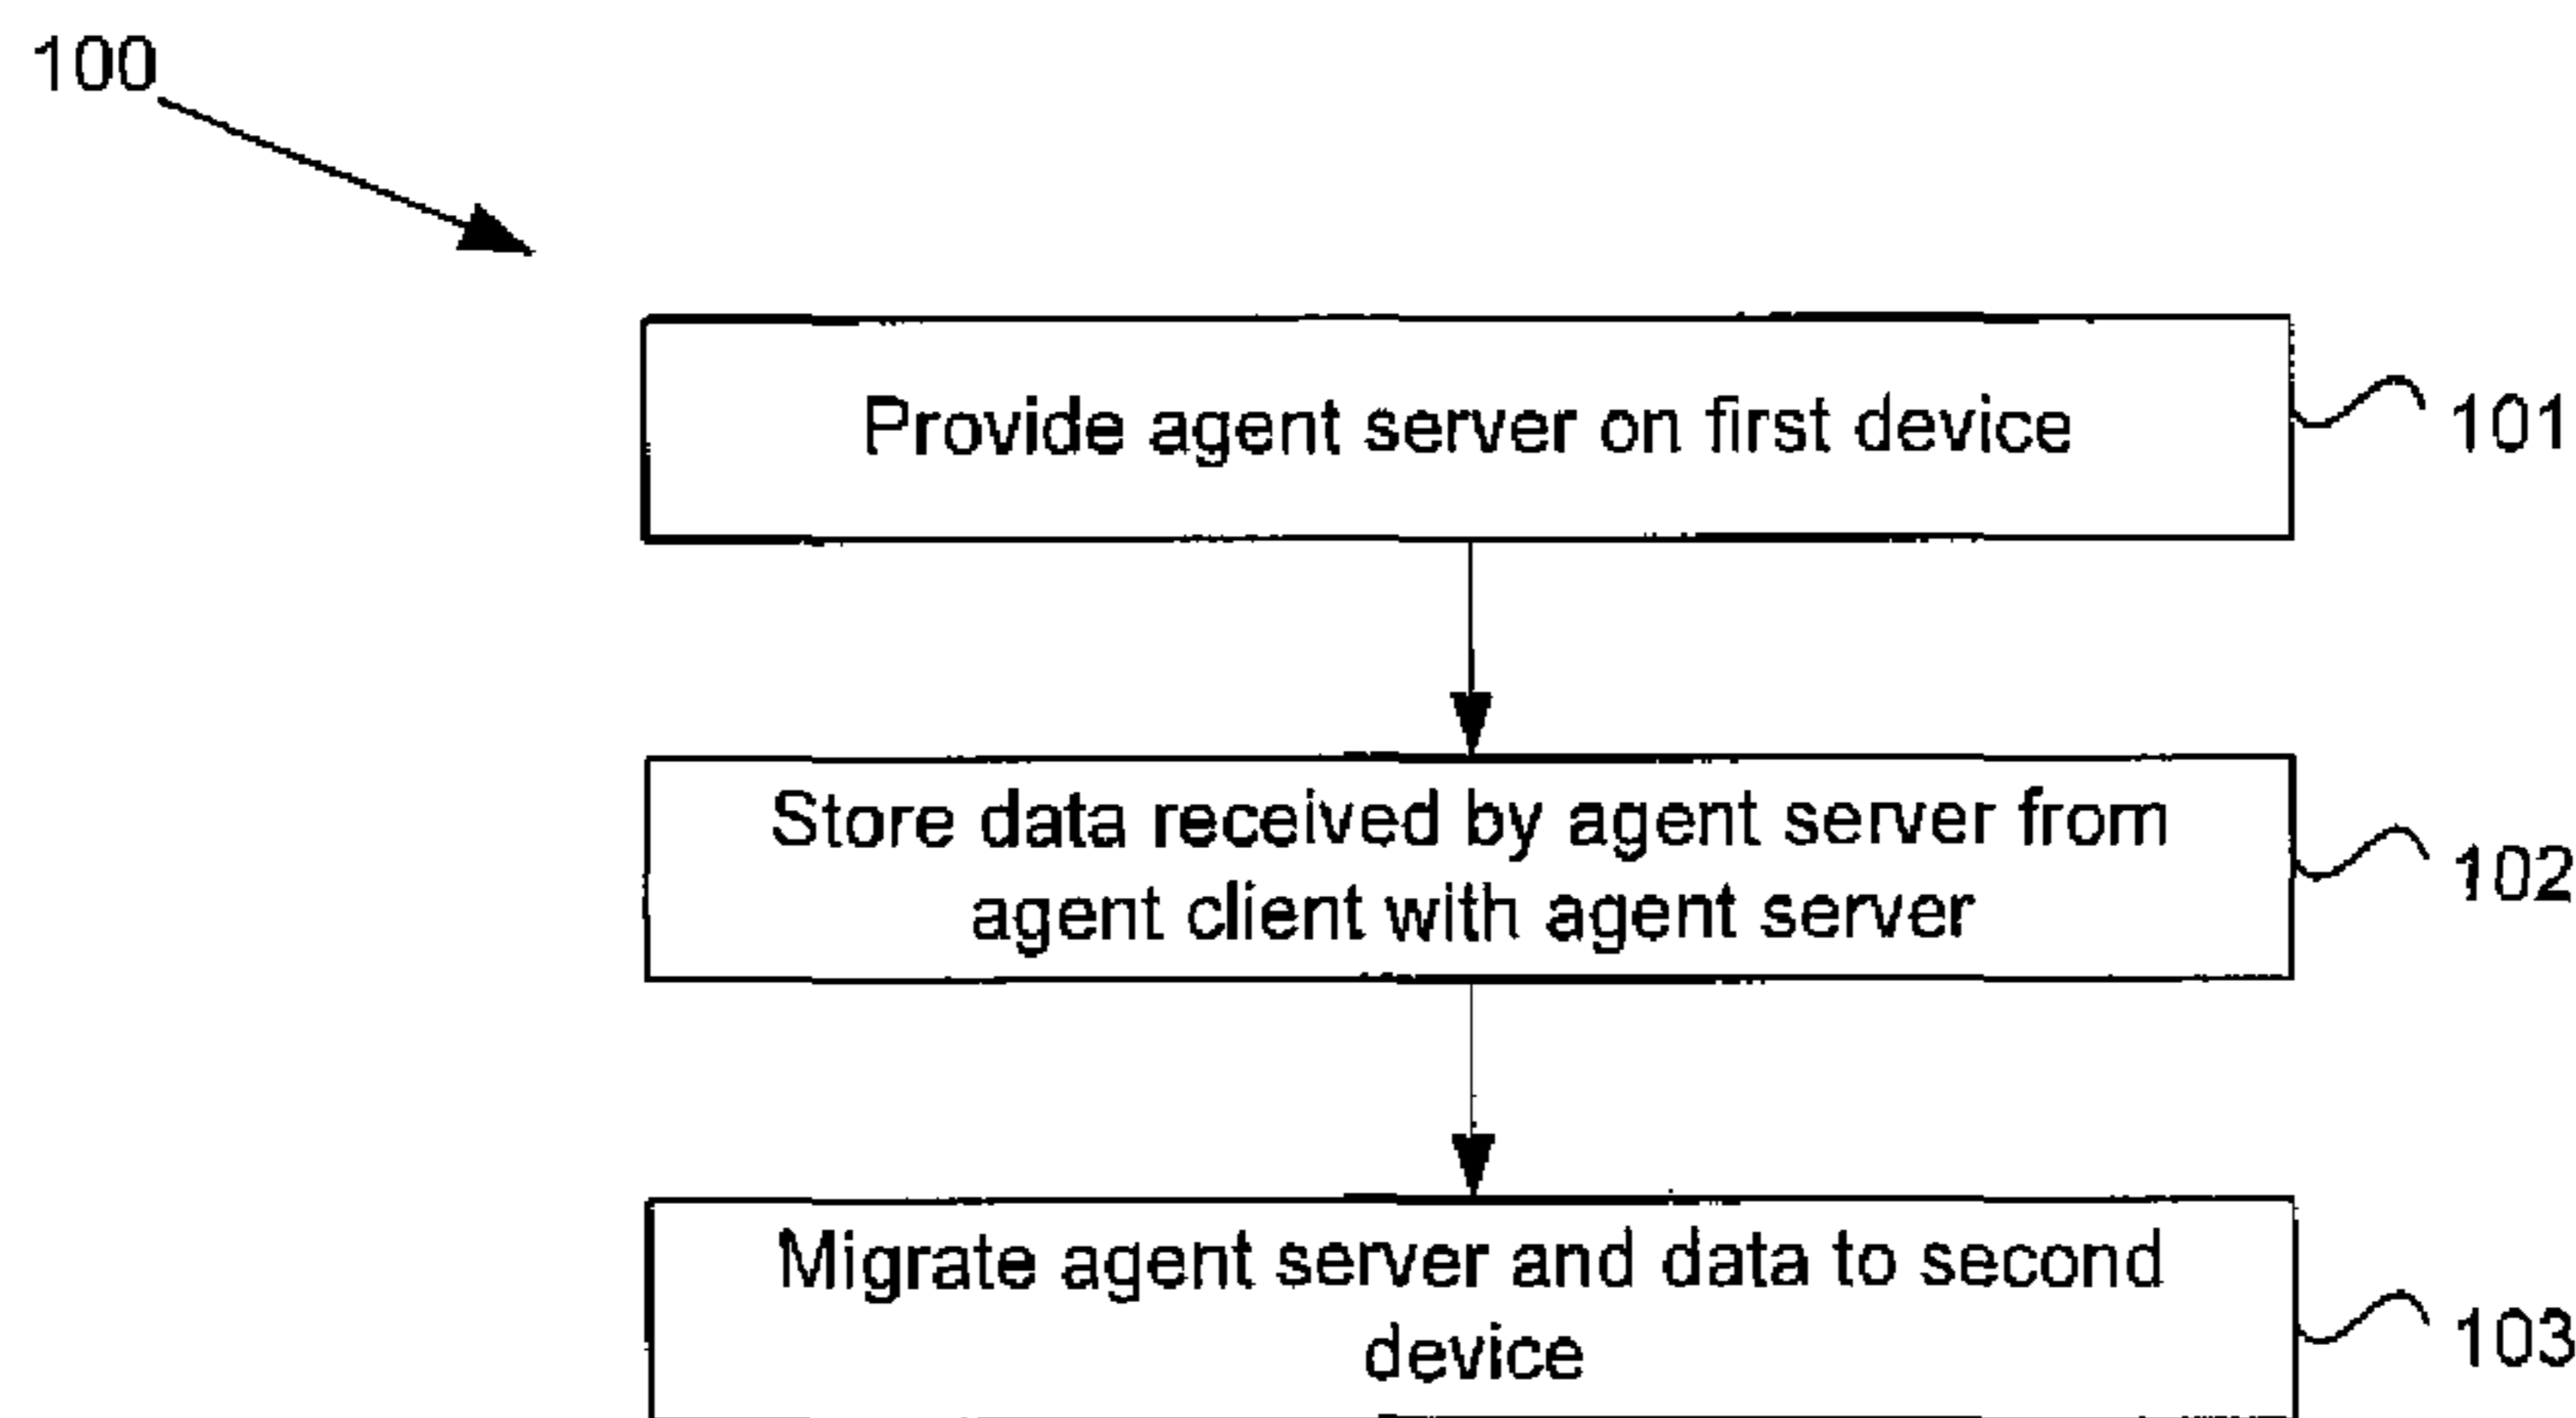 100
Provide agent server on first device
101
Store data received by agent server from
agent client with agent server
102
Migrate agent server and data to second
device
103